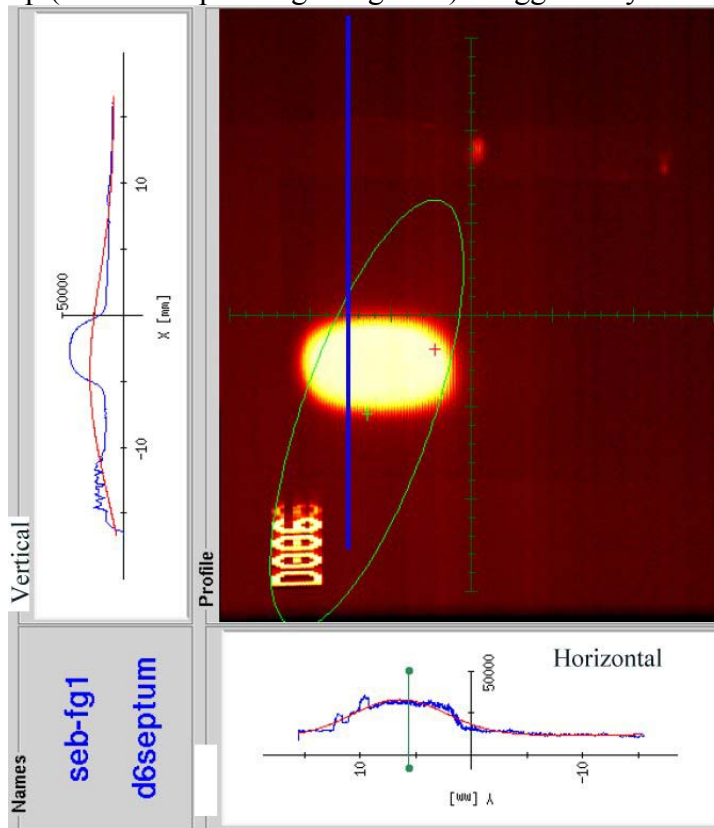 Vertical
50000
10
-10
X [mm]
Profile
D006
Names
seb-fg1
d6septum
Horizontal
50000
10
-10
Y [mm]